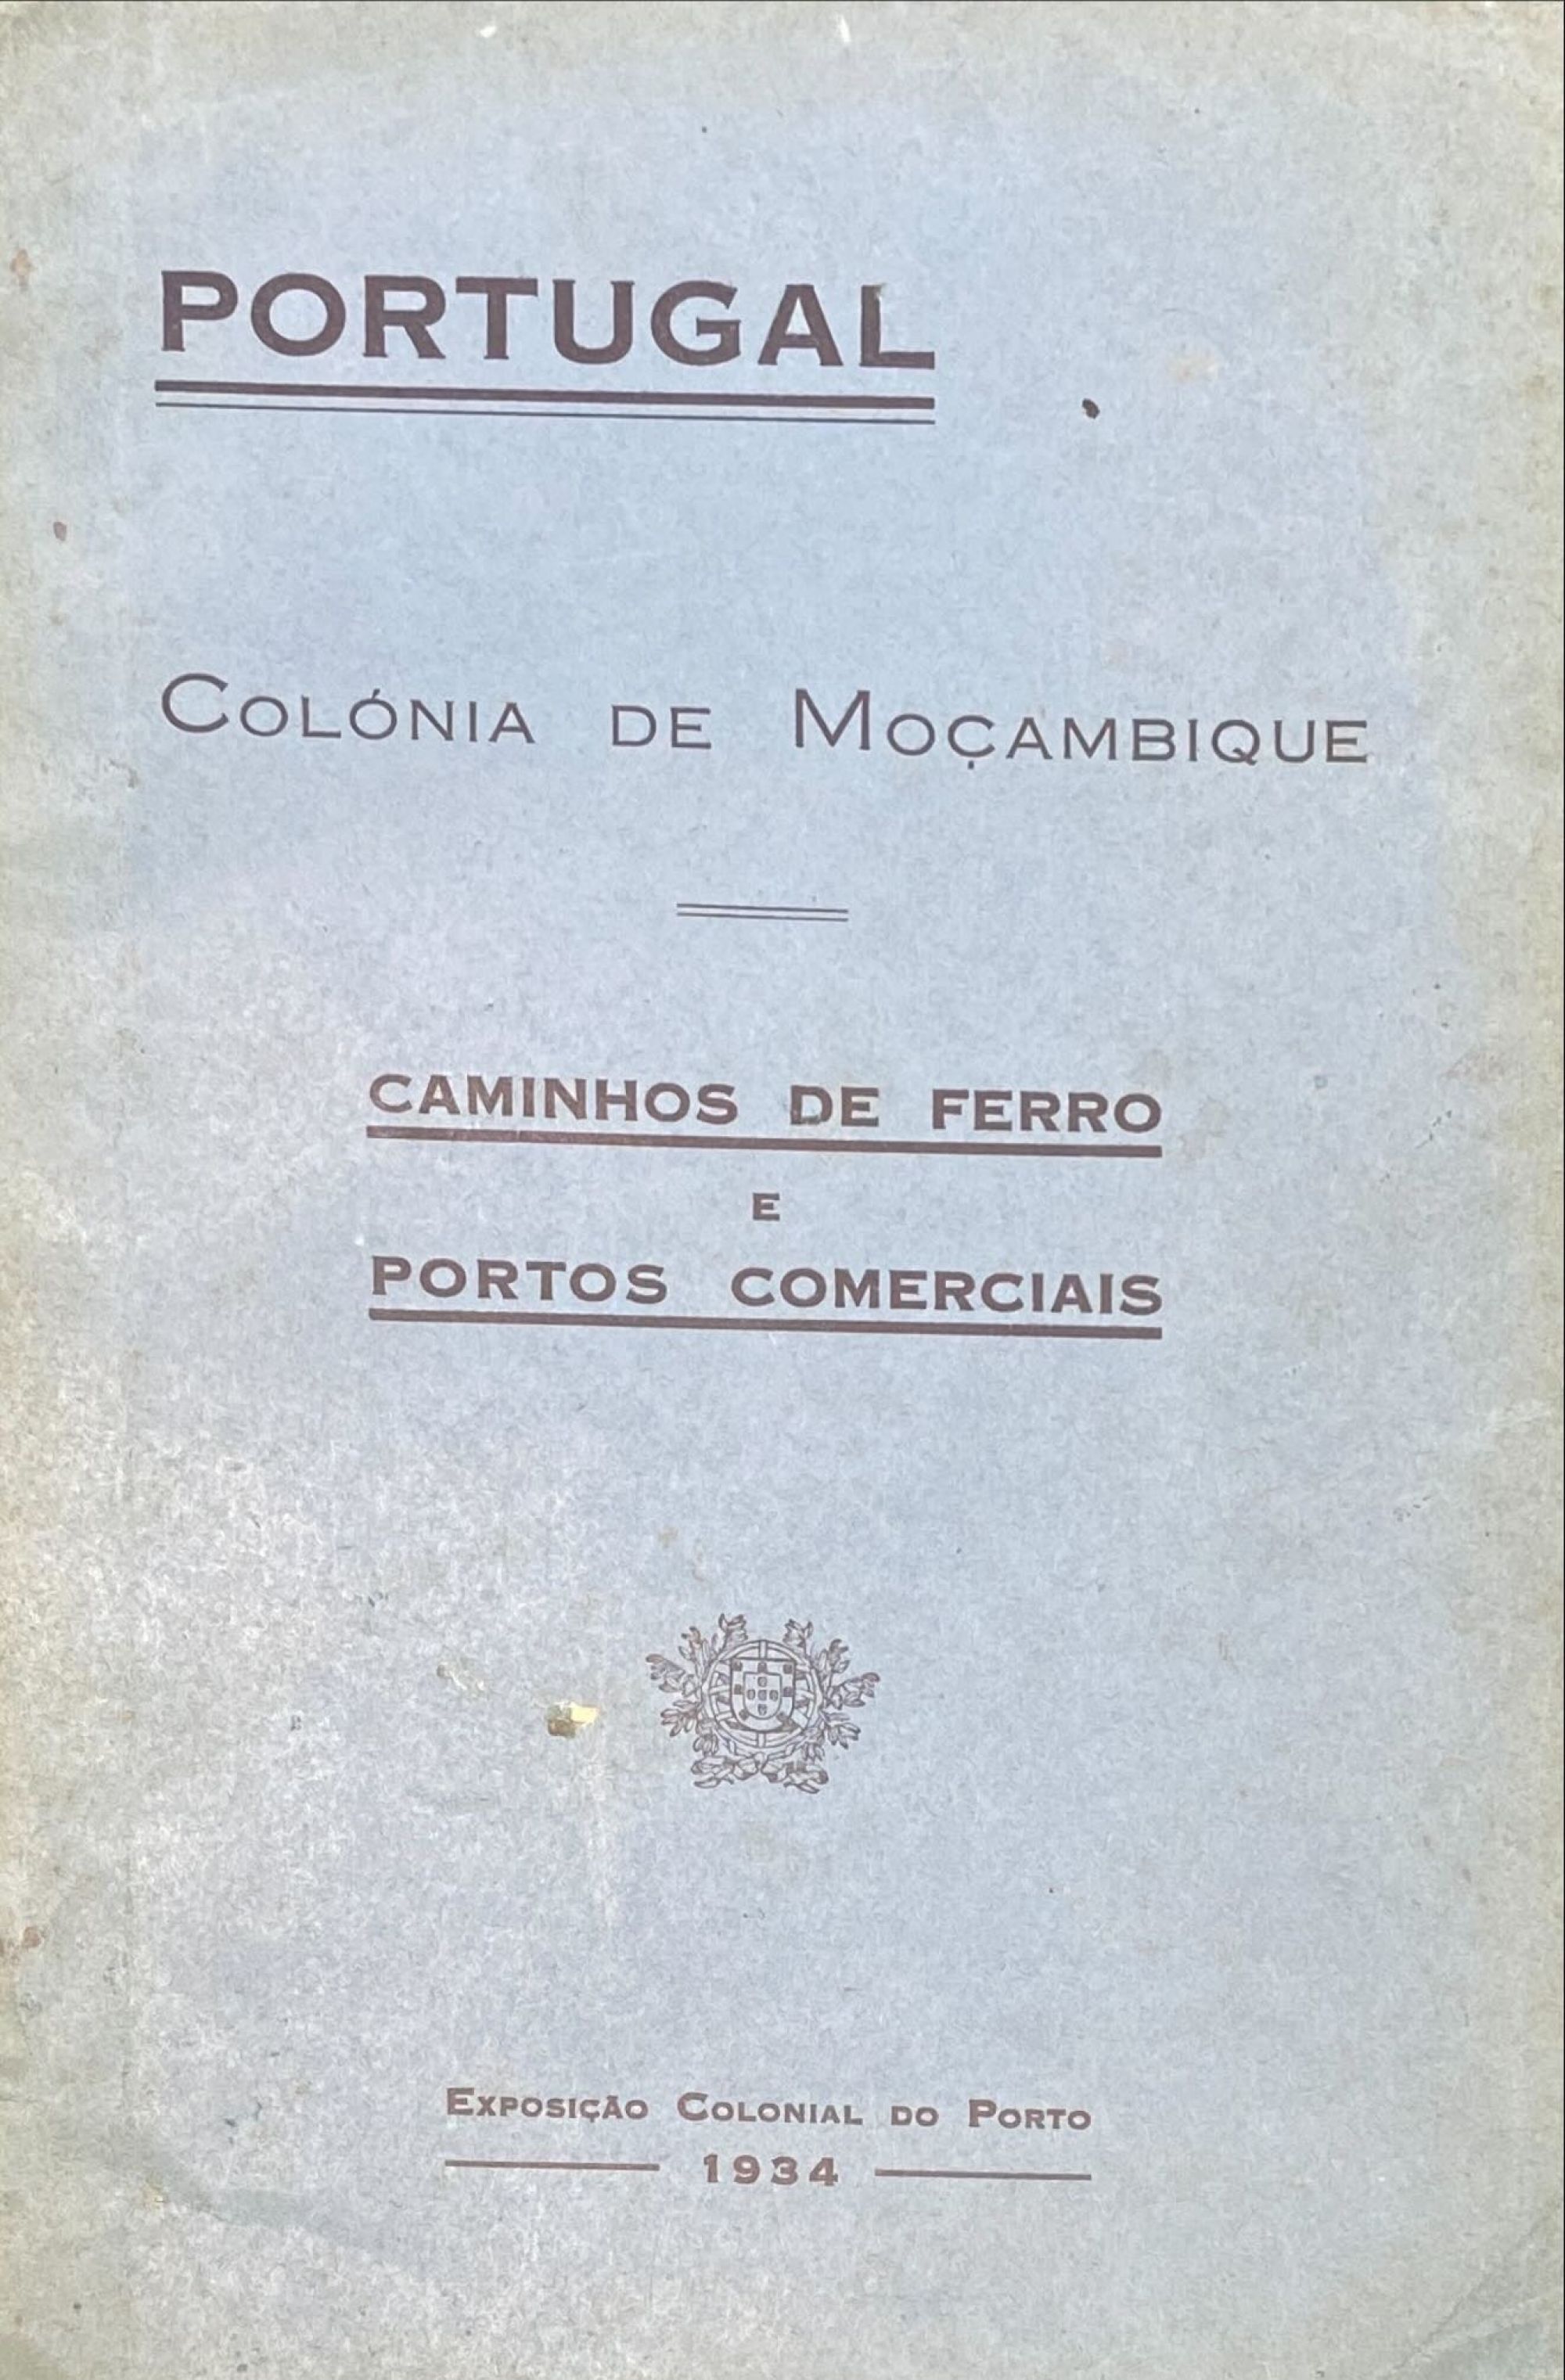 PORTUGAL
COLÓNIA DE MOÇAMBIQUE
CAMINHOS DE FERRO
E
PORTOS COMERCIAIS
EXPOSIÇÃO COLONIAL DO PORTO
1934